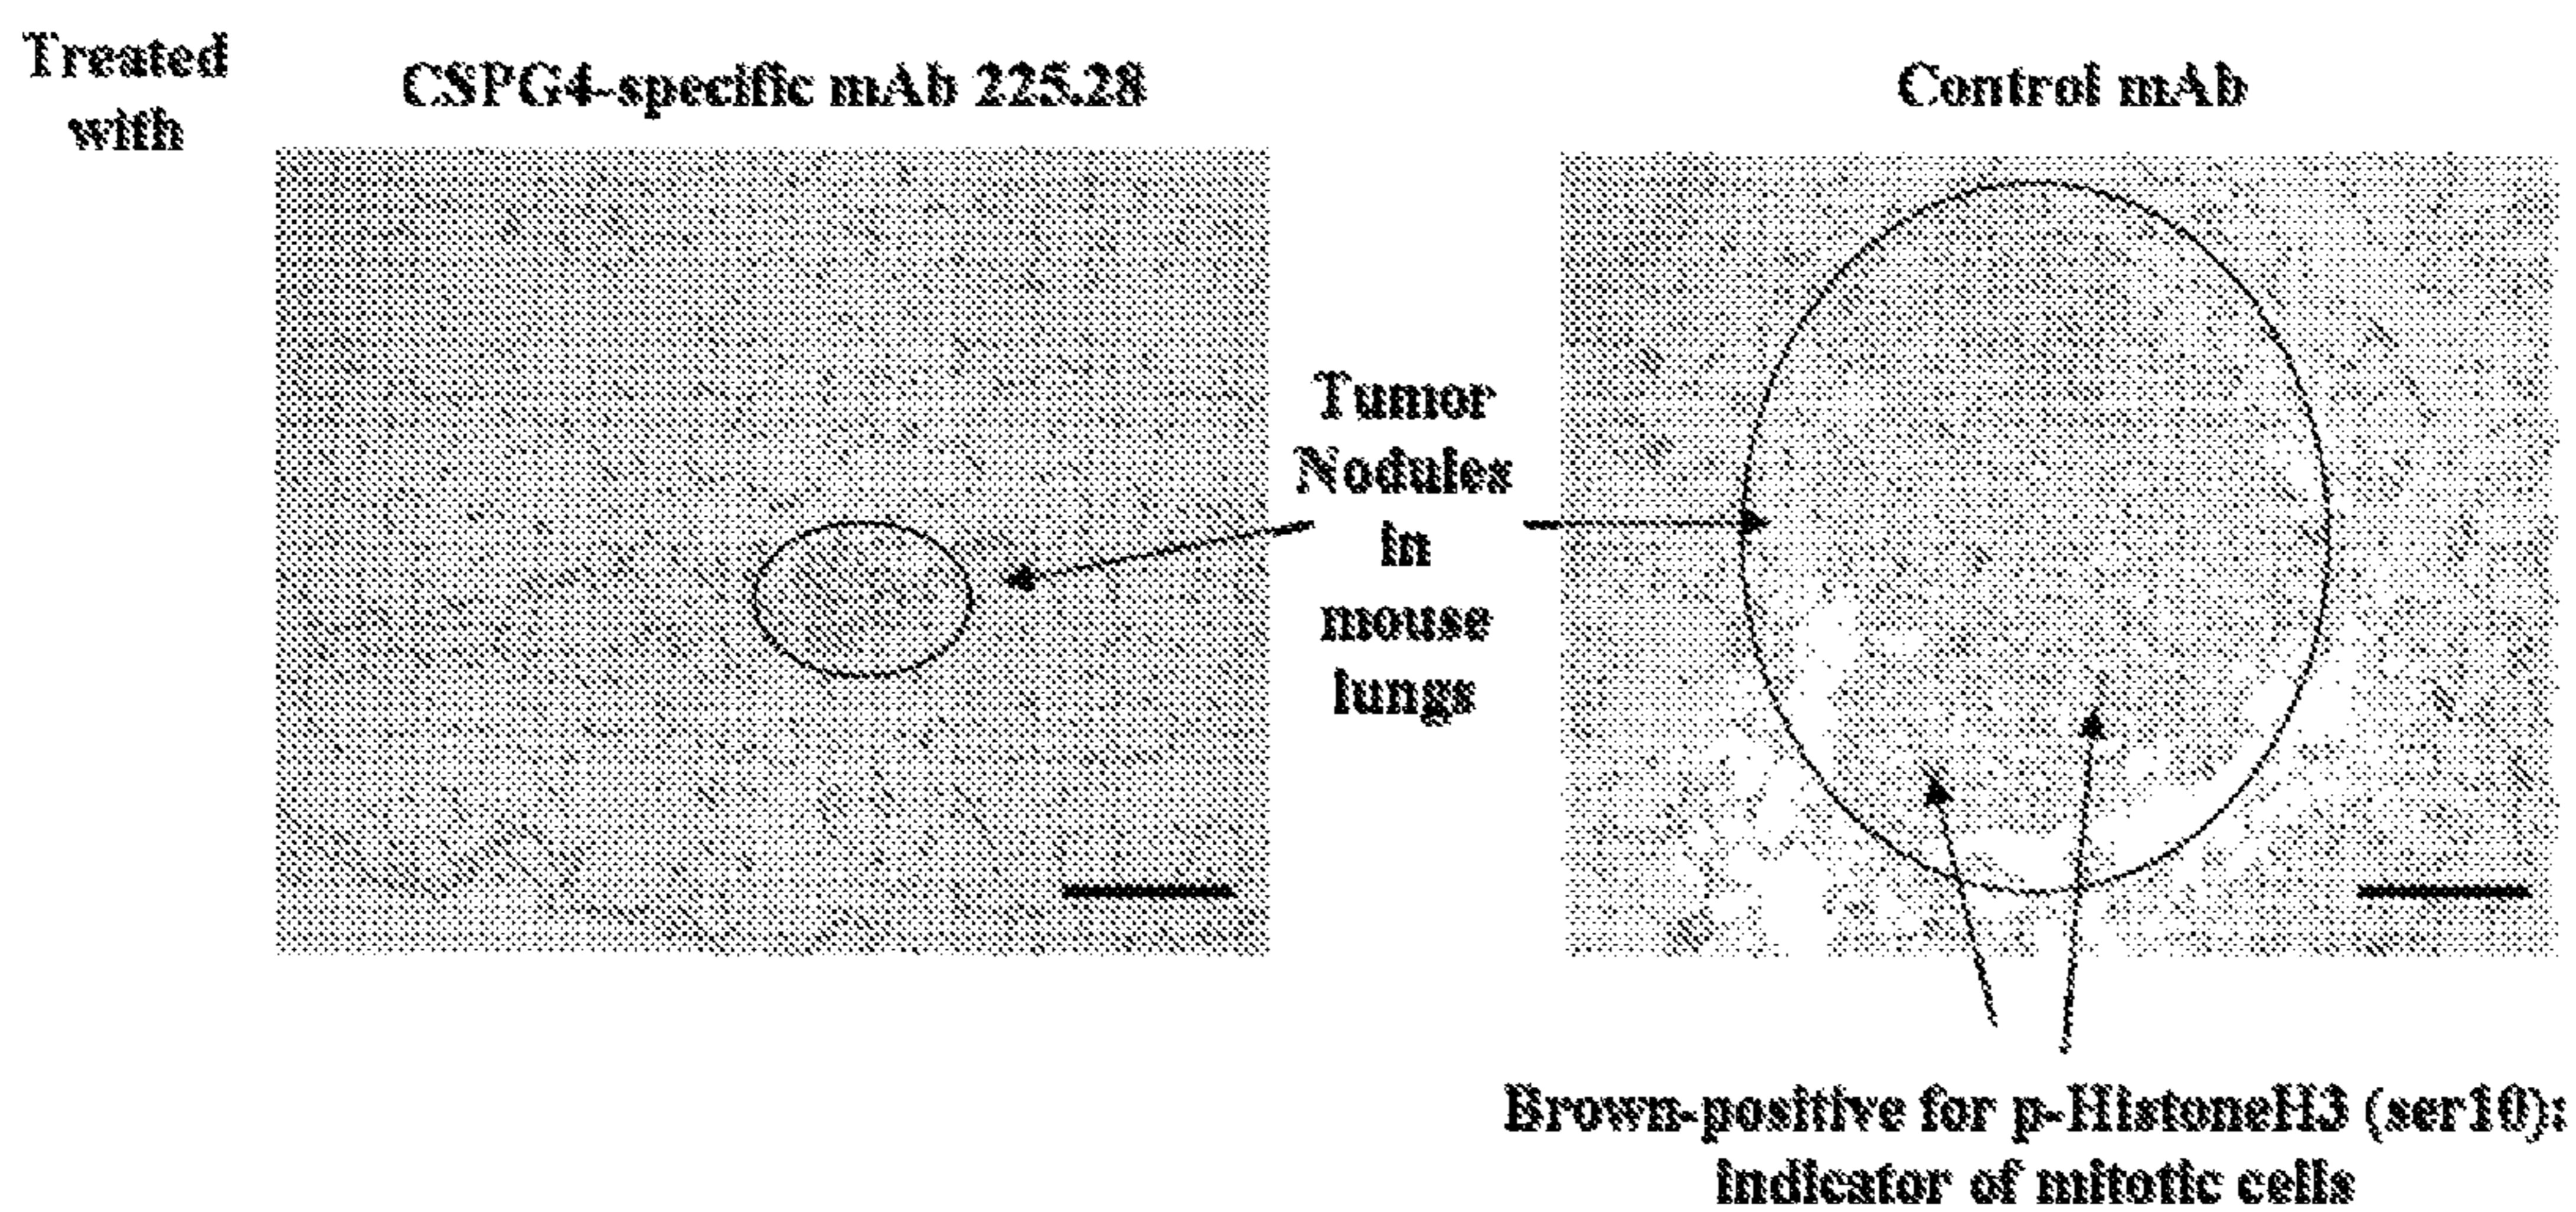 Treated
with
CSPG4-specific mAb 225.28
Control mAb
Tumor
Nodules
in
mouse
lungs
Brown-positive for p-HistoneH3 (ser10):
indicator of mitotic cells